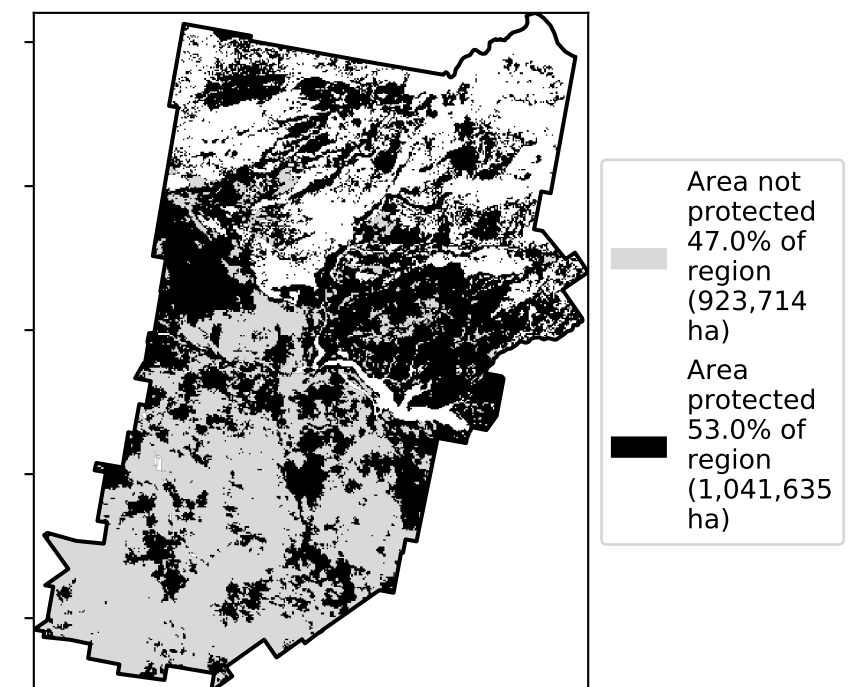 Area not
protected
47.0% of
region
(923,714
ha)
Area
protected
53.0% of
region
(1,041,635
ha)